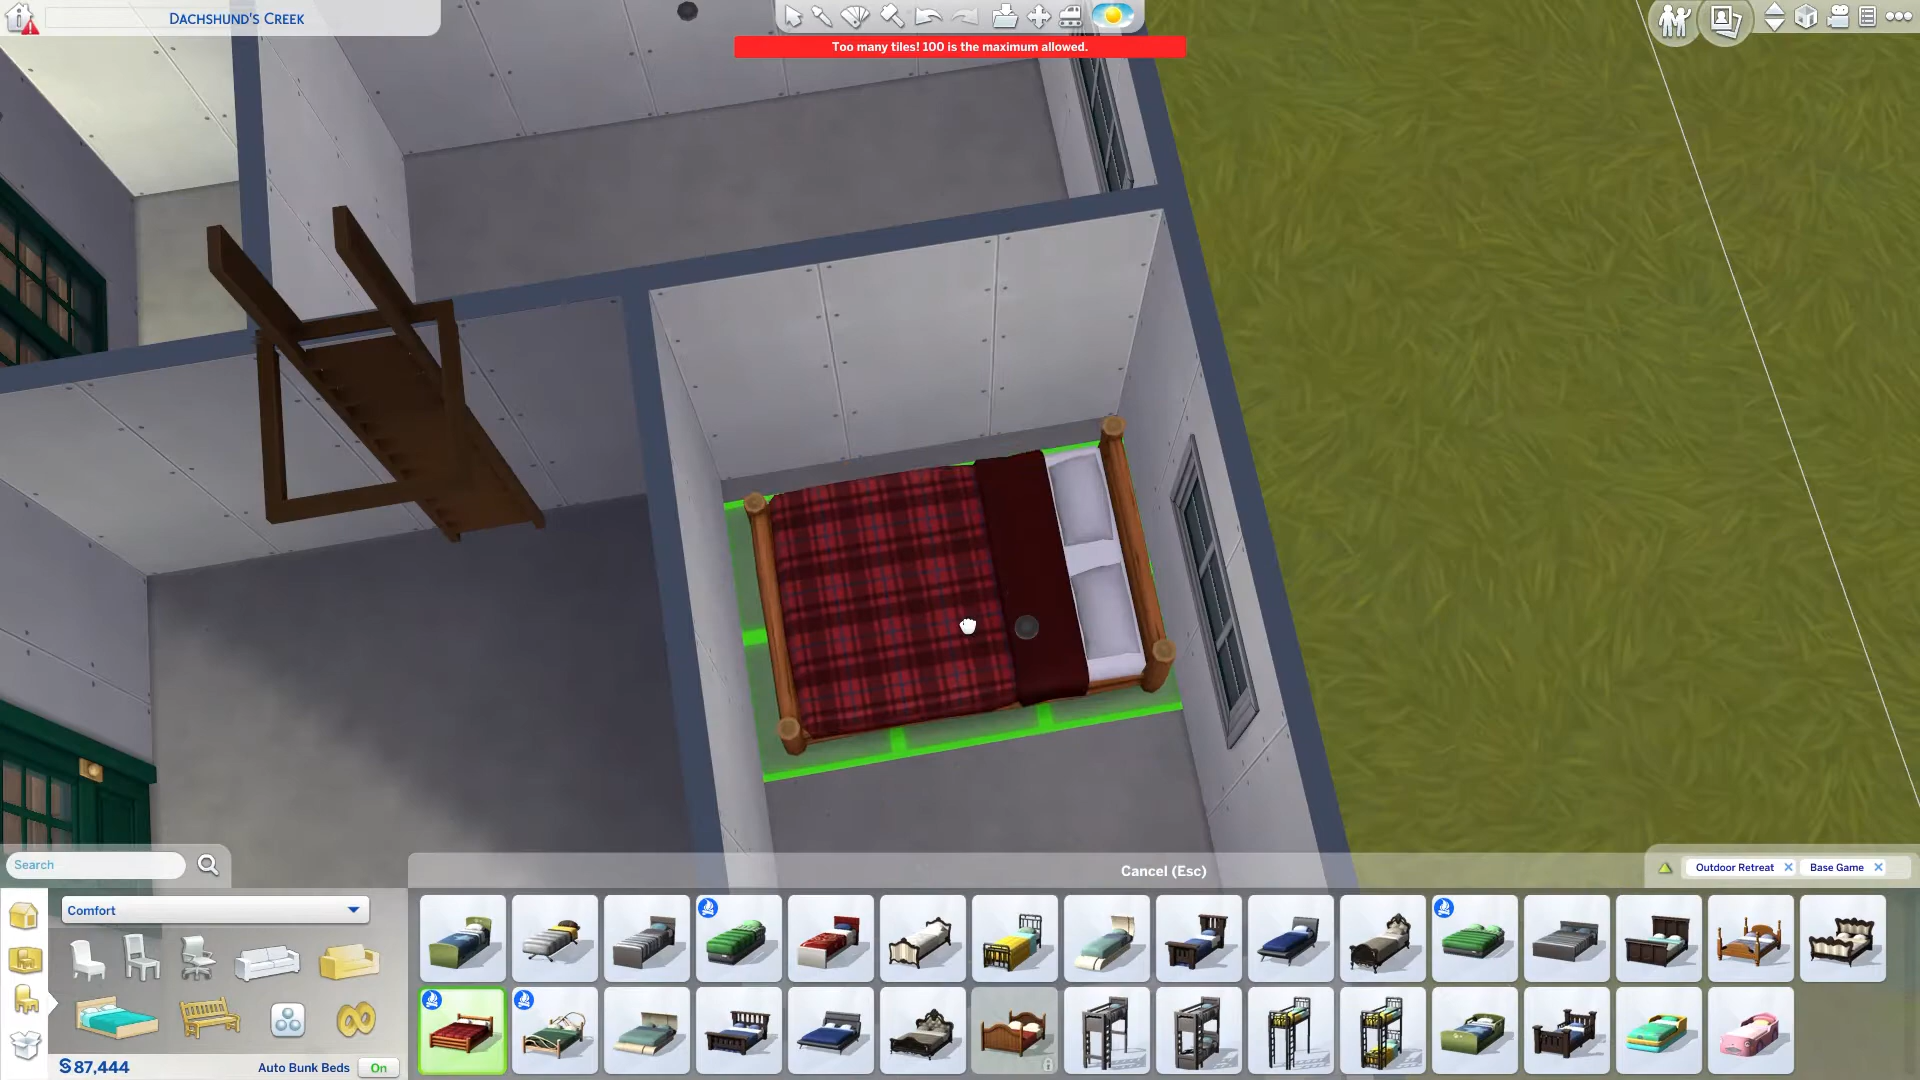 DACHSHUND'S CREEK
Too many tiles! 100 is the maximum allowed.
Search
Cancel (Esc)
Outdoor Retreat
Base Game
Comfort
§87,444
Auto Bunk Beds On